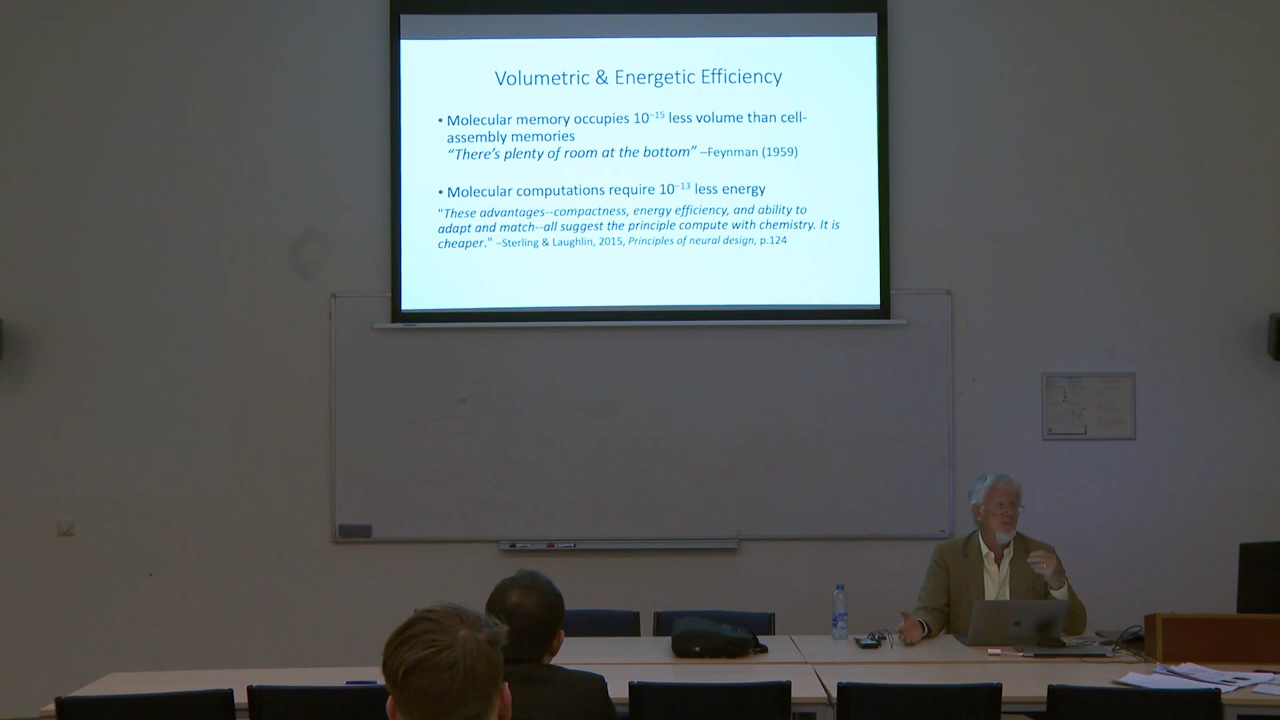 Volumetric & Energetic Efficiency
• Molecular memory occupies 10⁻¹⁵ less volume than cell-
assembly memories
“There’s plenty of room at the bottom” –Feynman (1959)
• Molecular computations require 10⁻¹³ less energy
"These advantages--compactness, energy efficiency, and ability to
adapt and match--all suggest the principle compute with chemistry. It is
cheaper." –Sterling & Laughlin, 2015, Principles of neural design, p.124